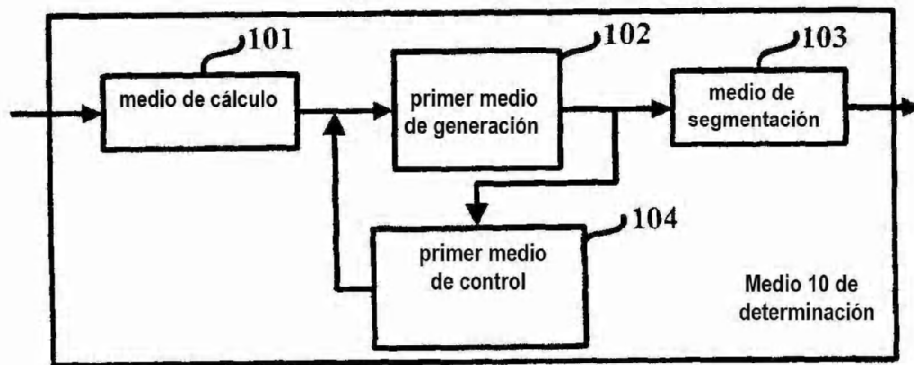 101
medio de cálculo
102
primer medio
de generación
103
medio de
segmentación
104
primer medio
de control
Medio 10 de
determinación